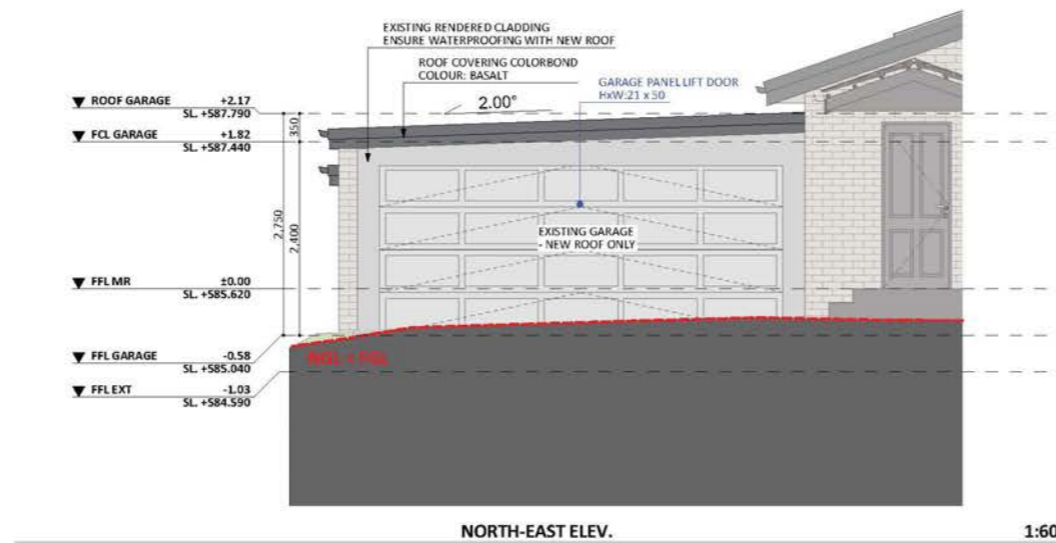 EXISTING RENDERED CLADDING
ENSURE WATERPROOFING WITH NEW ROOF
ROOF COVERING COLORBOND
COLOUR: BASALT
GARAGE PANEL LIFT DOOR
HxW:21 x 50
2.00°
ROOF GARAGE +2.17
SL. +587.790
350
FCL GARAGE +1.82
SL. +587.440
2,750
2,400
EXISTING GARAGE
- NEW ROOF ONLY
FFL MR ±0.00
SL. +585.620
NGL = FGL
FFL GARAGE -0.58
SL. +585.040
FFL EXT -1.03
SL. +584.590
NORTH-EAST ELEV.
1:60